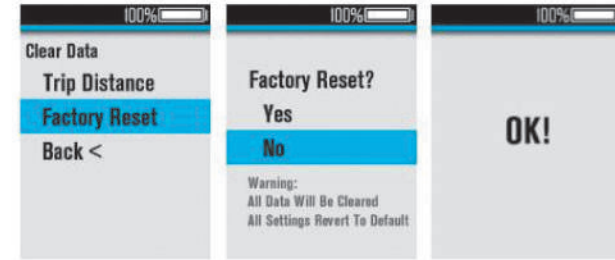 100%
Clear Data
Trip Distance
Factory Reset
Back <
100%
Factory Reset?
Yes
No
Warning:
All Data Will Be Cleared
All Settings Revert To Default
100%
OK!